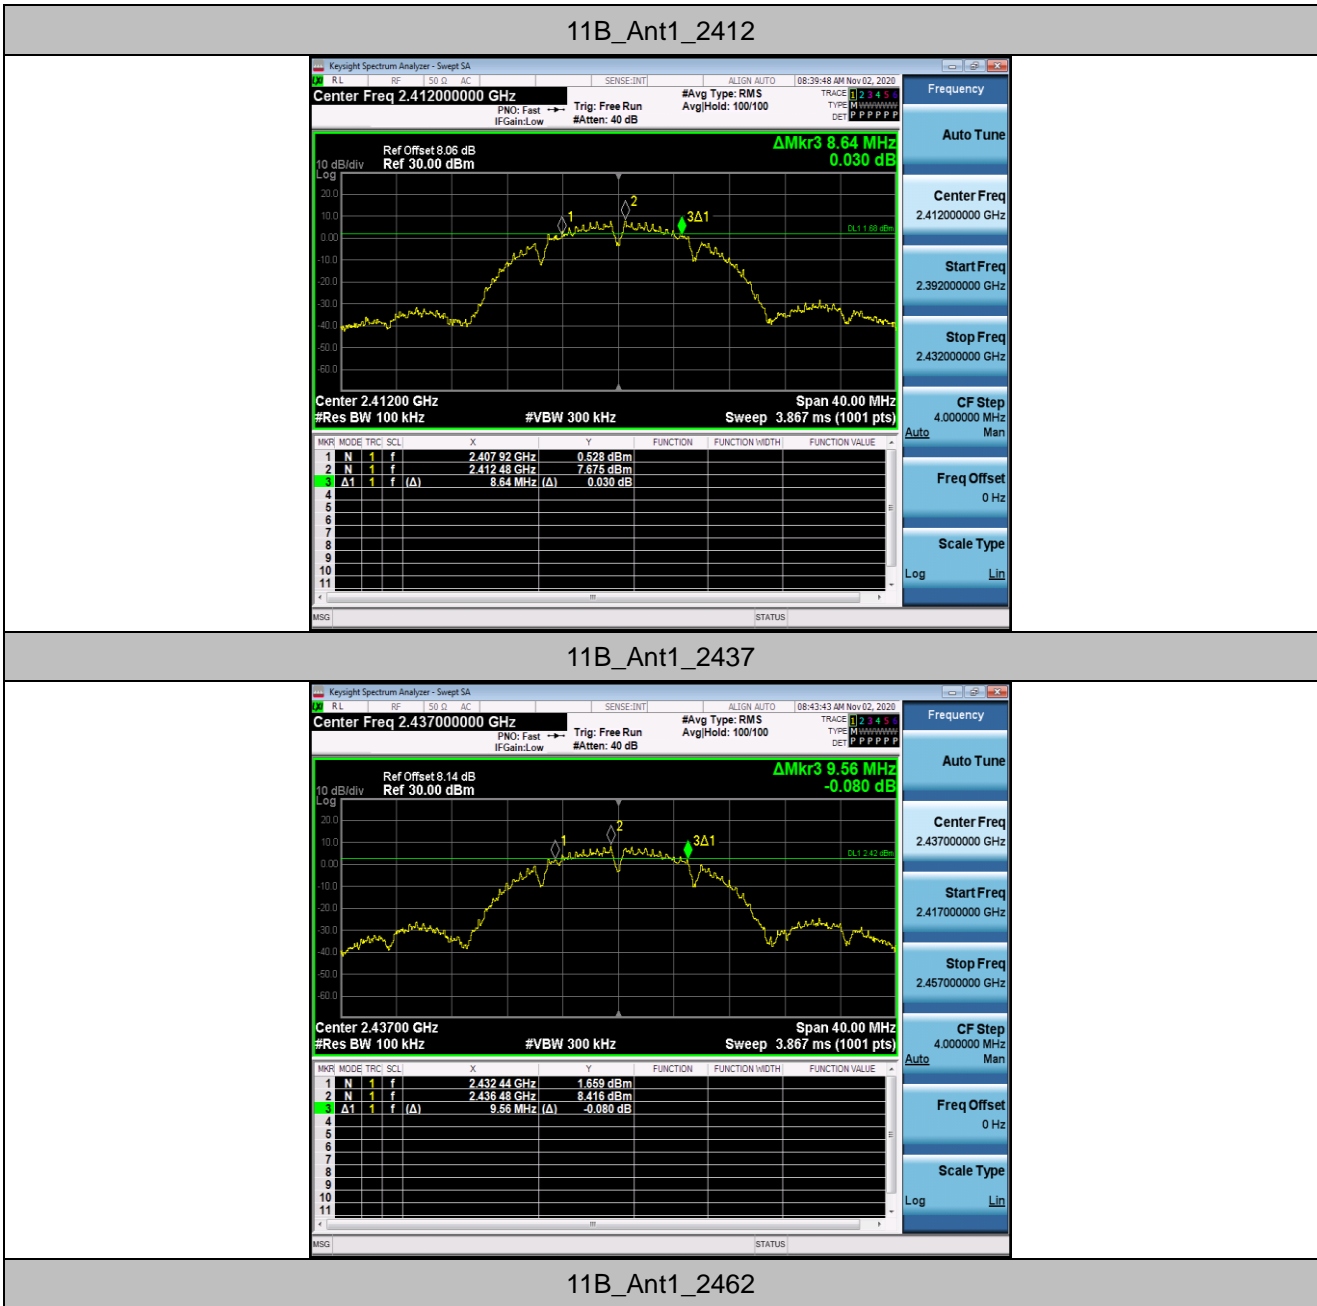 11B_Ant1_2412
Keysight Spectrum Analyzer - Swept SA
RL RF 50 Ω AC SENSE:INT ALIGN AUTO 08:39:48 AM Nov 02, 2020
Center Freq 2.412000000 GHz
PNO: Fast
IFGain:Low
Trig: Free Run
#Atten: 40 dB
#Avg Type: RMS
Avg|Hold: 100/100
TRACE 1 2 3 4 5 6
TYPE M W W W W W
DET P P P P P P
Frequency
Auto Tune
Center Freq
2.412000000 GHz
Start Freq
2.392000000 GHz
Stop Freq
2.432000000 GHz
CF Step
4.000000 MHz
Auto Man
Freq Offset
0 Hz
Scale Type
Log Lin
ΔMkr3 8.64 MHz
0.030 dB
Ref Offset 8.06 dB
10 dB/div Ref 30.00 dBm
Log
20.0
10.0
0.00
-10.0
-20.0
-30.0
-40.0
-50.0
-60.0
1
2
3Δ1
DL1 1.68 dBm
Center 2.41200 GHz Span 40.00 MHz
#Res BW 100 kHz #VBW 300 kHz Sweep 3.867 ms (1001 pts)
MKR MODE TRC SCL X Y FUNCTION FUNCTION WIDTH FUNCTION VALUE
1 N 1 f 2.407 92 GHz 0.528 dBm
2 N 1 f 2.412 48 GHz 7.675 dBm
3 Δ1 1 f (Δ) 8.64 MHz (Δ) 0.030 dB
4
5
6
7
8
9
10
11
MSG STATUS
11B_Ant1_2437
Keysight Spectrum Analyzer - Swept SA
RL RF 50 Ω AC SENSE:INT ALIGN AUTO 08:43:43 AM Nov 02, 2020
Center Freq 2.437000000 GHz
PNO: Fast
IFGain:Low
Trig: Free Run
#Atten: 40 dB
#Avg Type: RMS
Avg|Hold: 100/100
TRACE 1 2 3 4 5 6
TYPE M W W W W W
DET P P P P P P
Frequency
Auto Tune
Center Freq
2.437000000 GHz
Start Freq
2.417000000 GHz
Stop Freq
2.457000000 GHz
CF Step
4.000000 MHz
Auto Man
Freq Offset
0 Hz
Scale Type
Log Lin
ΔMkr3 9.56 MHz
-0.080 dB
Ref Offset 8.14 dB
10 dB/div Ref 30.00 dBm
Log
20.0
10.0
0.00
-10.0
-20.0
-30.0
-40.0
-50.0
-60.0
1
2
3Δ1
DL1 2.42 dBm
Center 2.43700 GHz Span 40.00 MHz
#Res BW 100 kHz #VBW 300 kHz Sweep 3.867 ms (1001 pts)
MKR MODE TRC SCL X Y FUNCTION FUNCTION WIDTH FUNCTION VALUE
1 N 1 f 2.432 44 GHz 1.659 dBm
2 N 1 f 2.436 48 GHz 8.416 dBm
3 Δ1 1 f (Δ) 9.56 MHz (Δ) -0.080 dB
4
5
6
7
8
9
10
11
MSG STATUS
11B_Ant1_2462